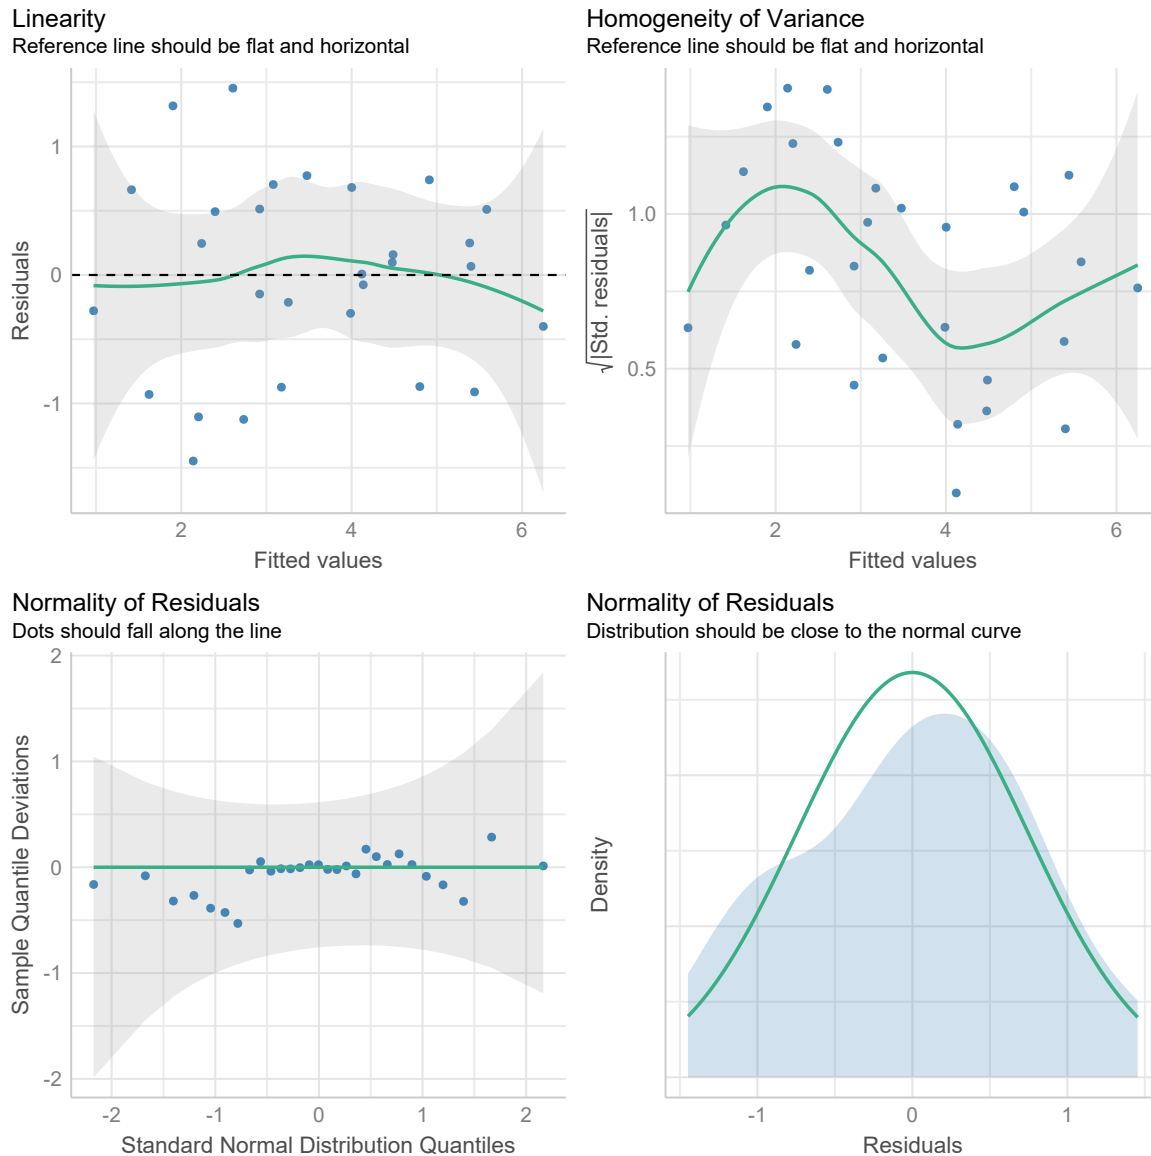 Linearity
Reference line should be flat and horizontal
1
0
-1
Residuals
2
4
6
Fitted values
Homogeneity of Variance
Reference line should be flat and horizontal
1.0
0.5
√|Std. residuals|
2
4
6
Fitted values
Normality of Residuals
Dots should fall along the line
2
1
0
-1
-2
Sample Quantile Deviations
-2
-1
0
1
2
Standard Normal Distribution Quantiles
Normality of Residuals
Distribution should be close to the normal curve
Density
-1
0
1
Residuals